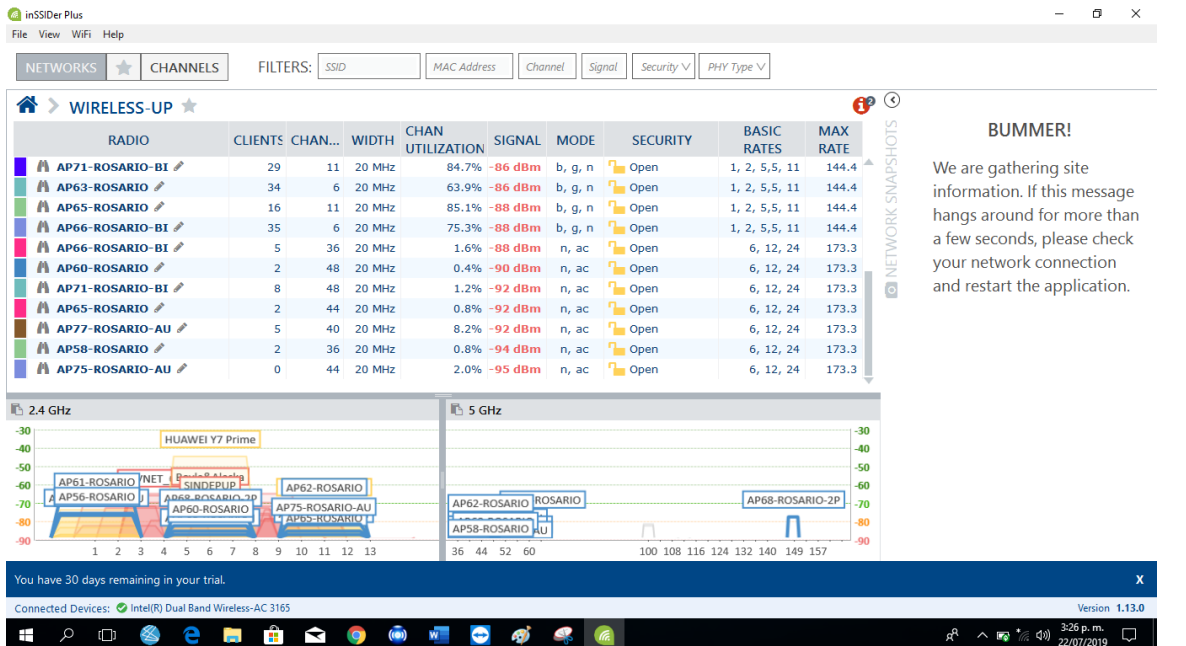 inSSIDer Plus
File View WiFi Help
NETWORKS CHANNELS FILTERS: SSID MAC Address Channel Signal Security PHY Type
WIRELESS-UP 2
RADIO CLIENTS CHAN... WIDTH CHAN UTILIZATION SIGNAL MODE SECURITY BASIC RATES MAX RATE
AP71-ROSARIO-BI 29 11 20 MHz 84.7% -86 dBm b, g, n Open 1, 2, 5,5, 11 144.4
AP63-ROSARIO 34 6 20 MHz 63.9% -86 dBm b, g, n Open 1, 2, 5,5, 11 144.4
AP65-ROSARIO 16 11 20 MHz 85.1% -88 dBm b, g, n Open 1, 2, 5,5, 11 144.4
AP66-ROSARIO-BI 35 6 20 MHz 75.3% -88 dBm b, g, n Open 1, 2, 5,5, 11 144.4
AP66-ROSARIO-BI 5 36 20 MHz 1.6% -88 dBm n, ac Open 6, 12, 24 173.3
AP60-ROSARIO 2 48 20 MHz 0.4% -90 dBm n, ac Open 6, 12, 24 173.3
AP71-ROSARIO-BI 8 48 20 MHz 1.2% -92 dBm n, ac Open 6, 12, 24 173.3
AP65-ROSARIO 2 44 20 MHz 0.8% -92 dBm n, ac Open 6, 12, 24 173.3
AP77-ROSARIO-AU 5 40 20 MHz 8.2% -92 dBm n, ac Open 6, 12, 24 173.3
AP58-ROSARIO 2 36 20 MHz 0.8% -94 dBm n, ac Open 6, 12, 24 173.3
AP75-ROSARIO-AU 0 44 20 MHz 2.0% -95 dBm n, ac Open 6, 12, 24 173.3
NETWORK SNAPSHOTS
BUMMER!
We are gathering site
information. If this message
hangs around for more than
a few seconds, please check
your network connection
and restart the application.
2.4 GHz
-30
-40
-50
-60
-70
-80
-90
HUAWEI Y7 Prime
AP61-ROSARIO
SINDEPUP
AP62-ROSARIO
AP56-ROSARIO
AP68-ROSARIO-2P
AP60-ROSARIO
AP75-ROSARIO-AU
AP65-ROSARIO
1 2 3 4 5 6 7 8 9 10 11 12 13
5 GHz
AP62-ROSARIO
ROSARIO
AP58-ROSARIO
AU
AP68-ROSARIO-2P
-30
-40
-50
-60
-70
-80
-90
36 44 52 60 100 108 116 124 132 140 149 157
You have 30 days remaining in your trial. X
Connected Devices: Intel(R) Dual Band Wireless-AC 3165 Version 1.13.0
3:26 p. m.
22/07/2019